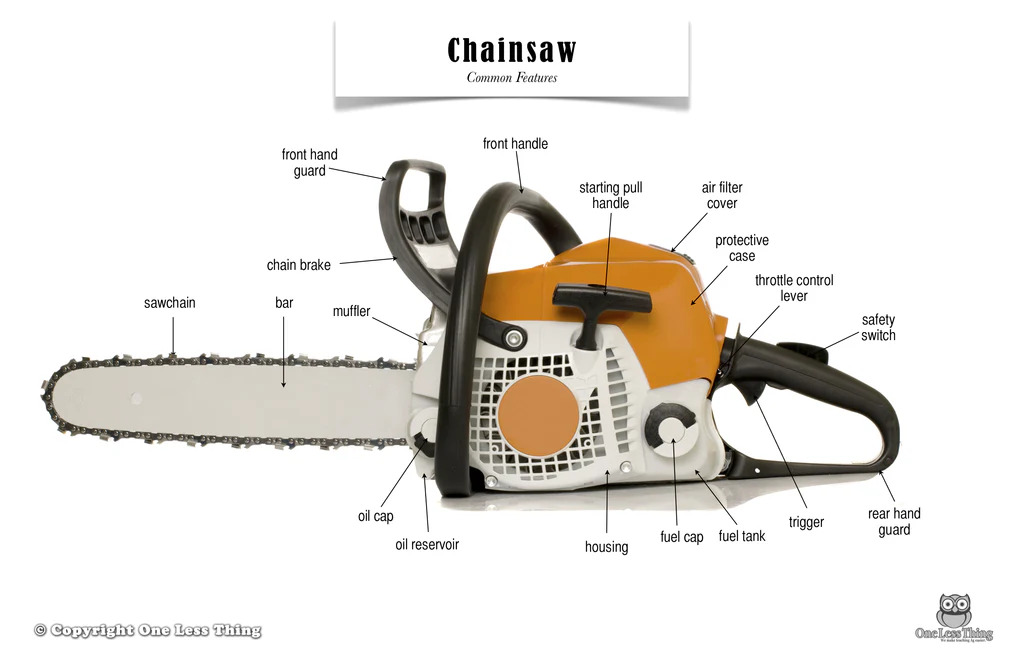 Chainsaw
Common Features
front handle
front hand
guard
starting pull
handle
air filter
cover
protective
case
chain brake
throttle control
lever
sawchain
bar
muffler
safety
switch
oil cap
oil reservoir
housing
fuel cap
fuel tank
trigger
rear hand
guard
© Copyright One Less Thing
One Less Thing
We make teaching Ag easier.